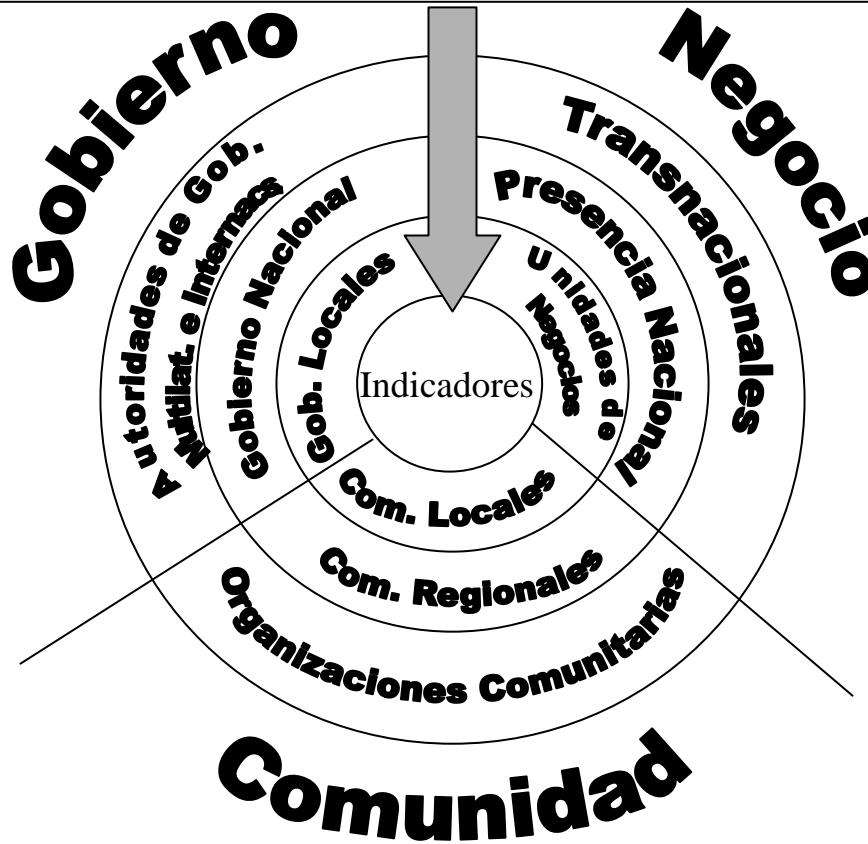 Gobierno
Negocio
Autoridades de Gob.
Multilat. e Internacs
Transnacionales
Gobierno Nacional
Presencia Nacional
Gob. Locales
Unidades de
Negocios
Indicadores
Com. Locales
Com. Regionales
Organizaciones Comunitarias
Comunidad